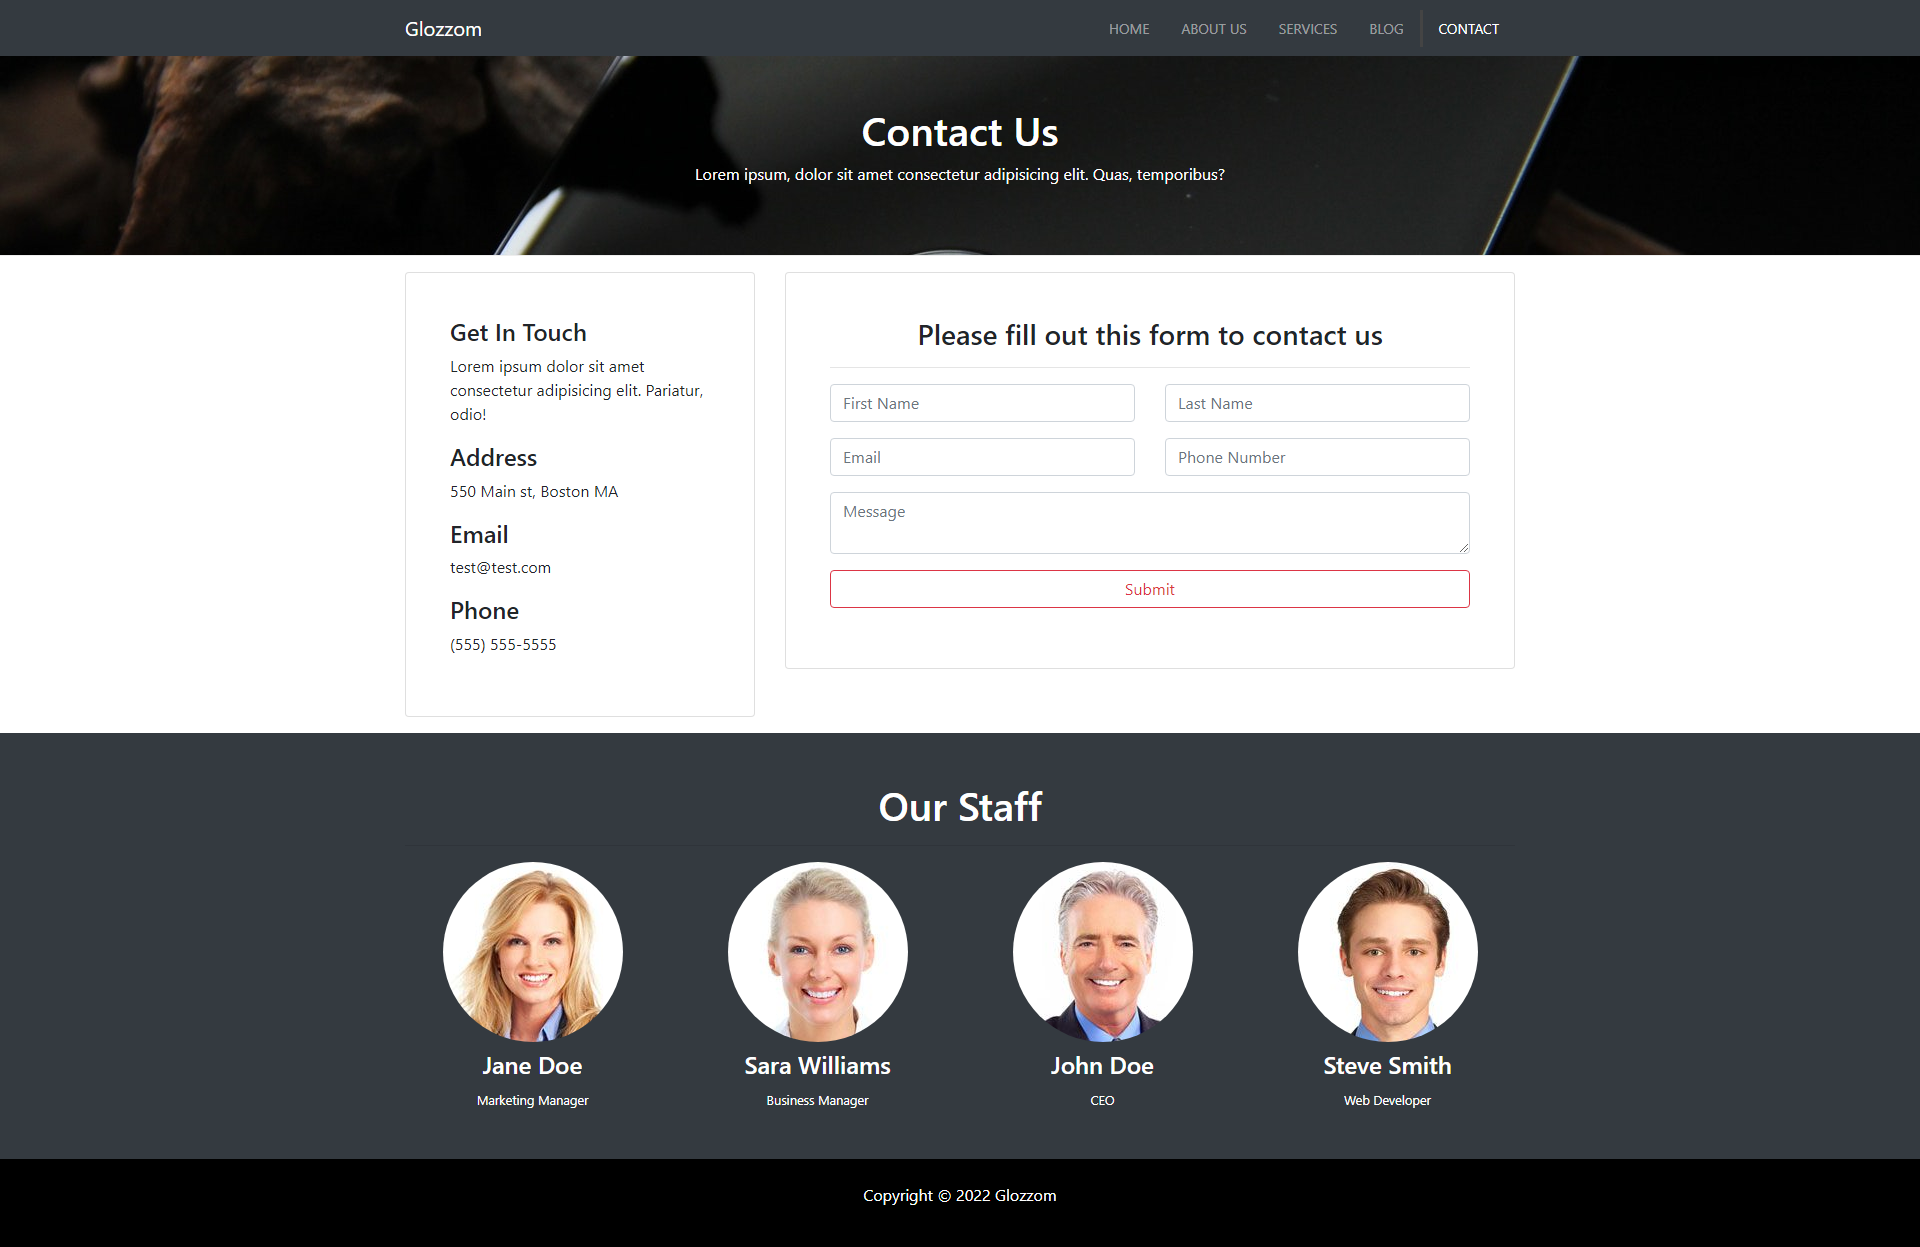 Glozzom
HOME
ABOUT US
SERVICES
BLOG
CONTACT
Contact Us
Lorem ipsum, dolor sit amet consectetur adipisicing elit. Quas, temporibus?
Get In Touch
Lorem ipsum dolor sit amet
consectetur adipisicing elit. Pariatur,
odio!
Address
550 Main st, Boston MA
Email
test@test.com
Phone
(555) 555-5555
Please fill out this form to contact us
First Name
Last Name
Email
Phone Number
Message
Submit
Our Staff
Jane Doe
Marketing Manager
Sara Williams
Business Manager
John Doe
CEO
Steve Smith
Web Developer
Copyright © 2022 Glozzom